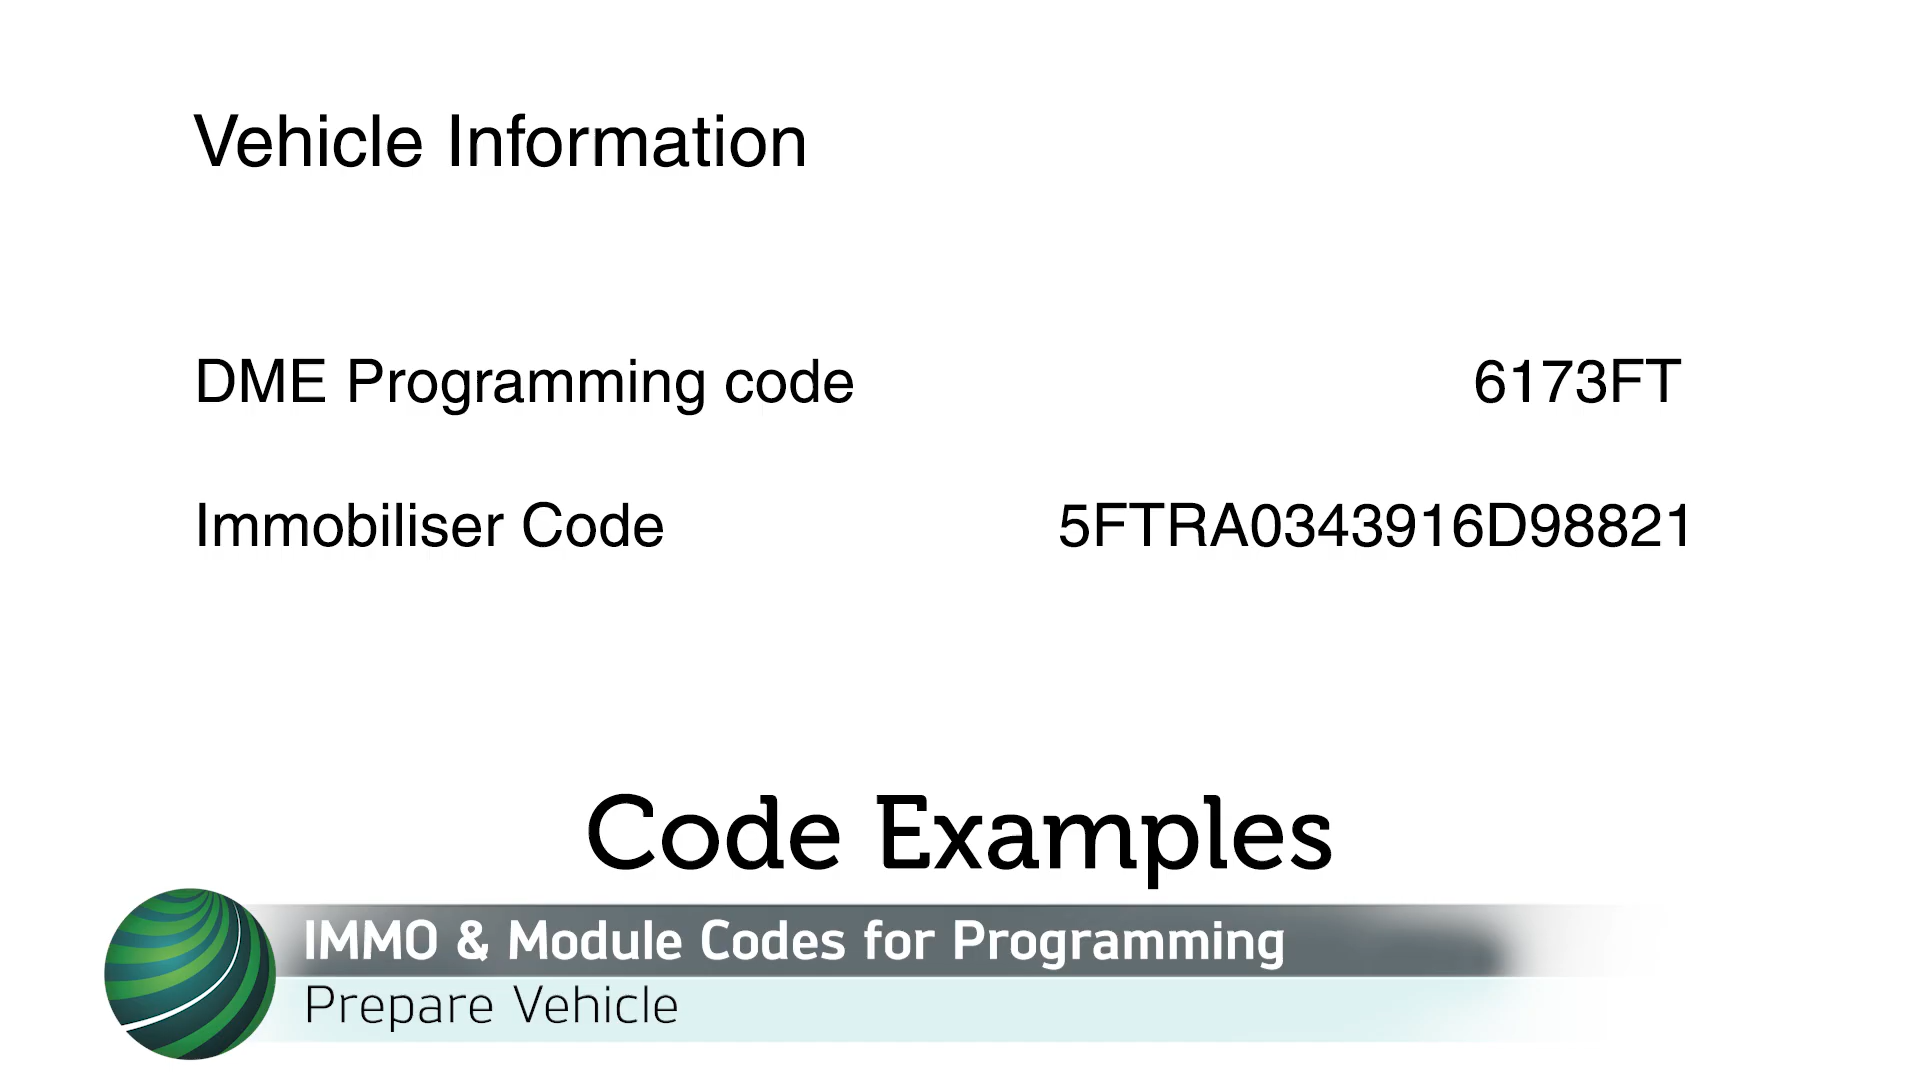 Vehicle Information
DME Programming code 6173FT
Immobiliser Code 5FTRA0343916D98821
Code Examples
IMMO & Module Codes for Programming
Prepare Vehicle